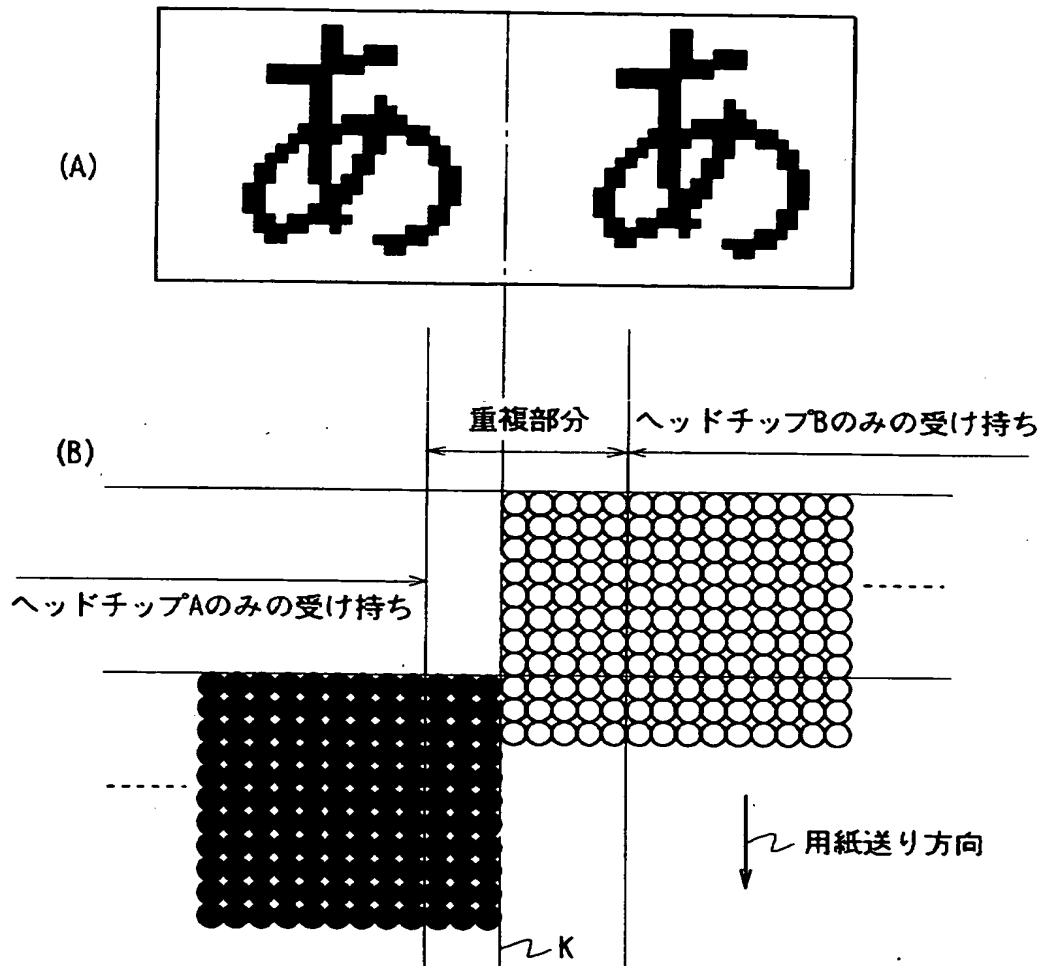 (A)
ああ
重複部分
ヘッドチップBのみの受け持ち
(B)
ヘッドチップAのみの受け持ち
用紙送り方向
K